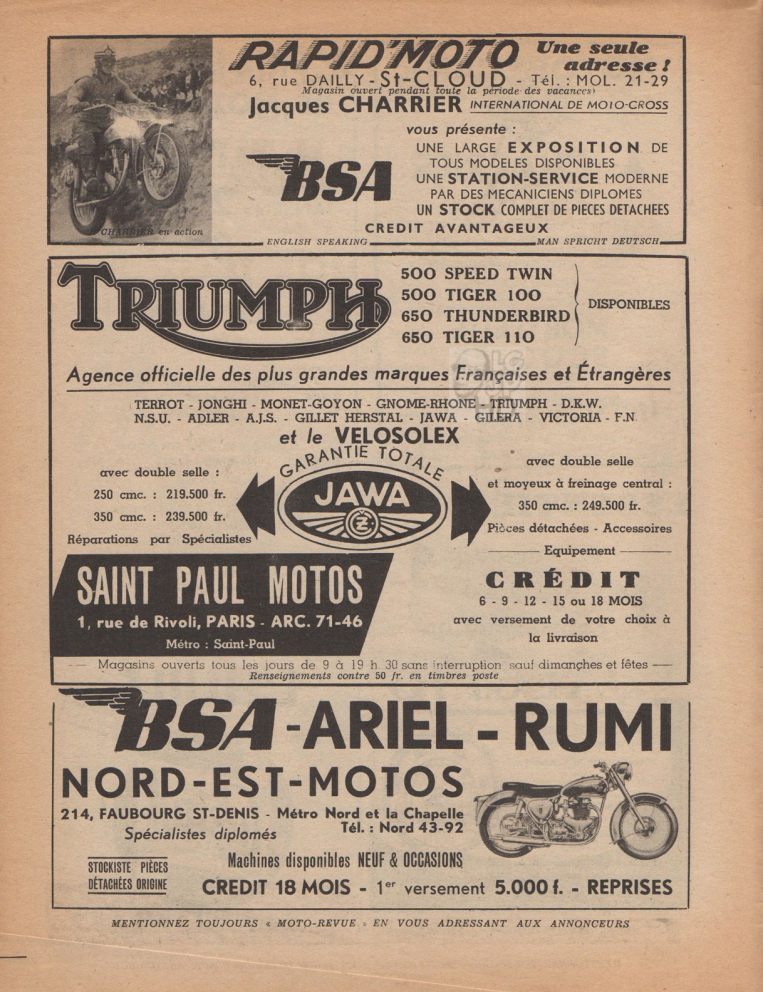 RAPID'MOTO Une seule adresse !
6, rue DAILLY - St-CLOUD - Tél. : MOL. 21-29
Magasin ouvert pendant toute la période des vacances)
Jacques CHARRIER INTERNATIONAL DE MOTO-CROSS
vous présente :
BSA
UNE LARGE EXPOSITION DE
TOUS MODELES DISPONIBLES
UNE STATION-SERVICE MODERNE
PAR DES MECANICIENS DIPLOMES
UN STOCK COMPLET DE PIECES DETACHEES
CREDIT AVANTAGEUX
CHARRIER en action
ENGLISH SPEAKING MAN SPRICHT DEUTSCH
TRIUMPH
500 SPEED TWIN
500 TIGER 100
650 THUNDERBIRD
650 TIGER 110
DISPONIBLES
Agence officielle des plus grandes marques Françaises et Étrangères
TERROT - JONGHI - MONET-GOYON - GNOME-RHONE - TRIUMPH - D.K.W.
N.S.U. - ADLER - A.J.S. - GILLET HERSTAL - JAWA - GILERA - VICTORIA - F.N.
et le VELOSOLEX
GARANTIE TOTALE
JAWA
CZ
avec double selle :
250 cmc. : 219.500 fr.
350 cmc. : 239.500 fr.
Réparations par Spécialistes
avec double selle
et moyeux à freinage central :
350 cmc. : 249.500 fr.
Pièces détachées - Accessoires
Equipement
SAINT PAUL MOTOS
1, rue de Rivoli, PARIS - ARC. 71-46
Métro : Saint-Paul
CRÉDIT
6 - 9 - 12 - 15 ou 18 MOIS
avec versement de votre choix à
la livraison
Magasins ouverts tous les jours de 9 à 19 h. 30 sans interruption sauf dimanches et fêtes
Renseignements contre 50 fr. en timbres poste
BSA - ARIEL - RUMI
NORD-EST-MOTOS
214, FAUBOURG ST-DENIS - Métro Nord et la Chapelle
Spécialistes diplomés Tél. : Nord 43-92
STOCKISTE PIÈCES
DÉTACHÉES ORIGINE
Machines disponibles NEUF & OCCASIONS
CREDIT 18 MOIS - 1er versement 5.000 f. - REPRISES
MENTIONNEZ TOUJOURS « MOTO-REVUE » EN VOUS ADRESSANT AUX ANNONCEURS